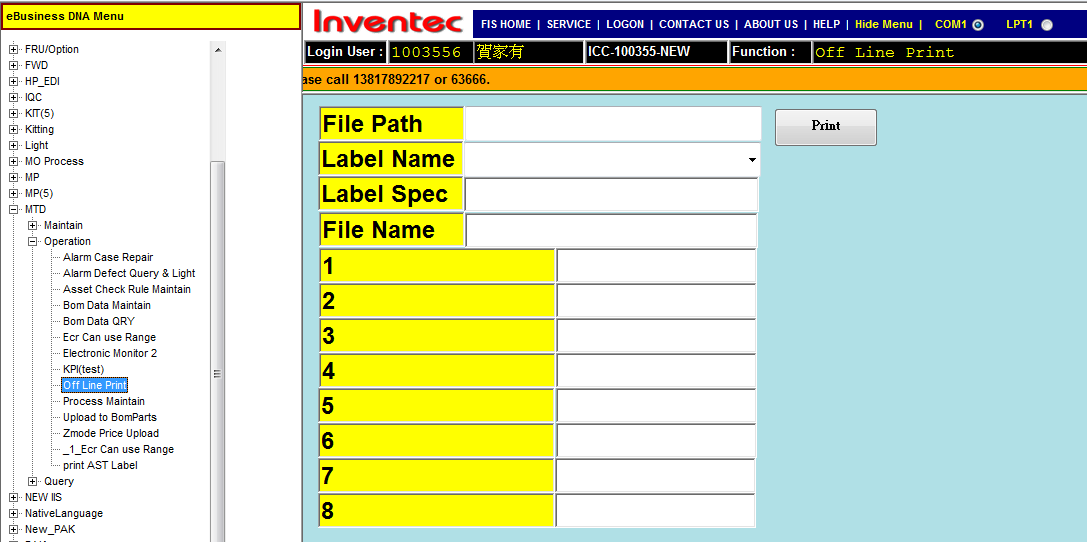 eBusiness DNA Menu
FRU/Option
FWD
HP_EDI
IQC
KIT(5)
Kitting
Light
MO Process
MP
MP(5)
MTD
Maintain
Operation
Alarm Case Repair
Alarm Defect Query & Light
Asset Check Rule Maintain
Bom Data Maintain
Bom Data QRY
Ecr Can use Range
Electronic Monitor 2
KPI(test)
Off Line Print
Process Maintain
Upload to BomParts
Zmode Price Upload
_1_Ecr Can use Range
print AST Label
Query
NEW IIS
NativeLanguage
New_PAK
Inventec
FIS HOME | SERVICE | LOGON | CONTACT US | ABOUT US | HELP | Hide Menu | COM1 LPT1
Login User : 1003556 賀家有 ICC-100355-NEW Function : Off Line Print
ase call 13817892217 or 63666.
File Path Print
Label Name
Label Spec
File Name
1
2
3
4
5
6
7
8